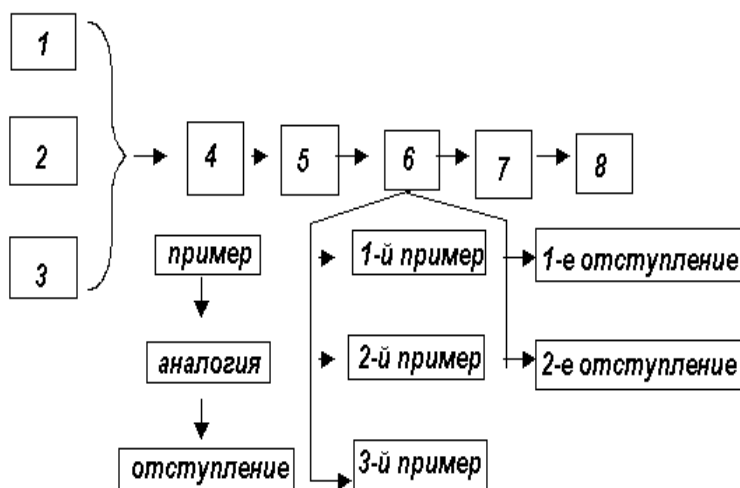 1
2
3
4
5
6
7
8
пример
аналогия
отступление
1-й пример
2-й пример
3-й пример
1-е отступление
2-е отступление